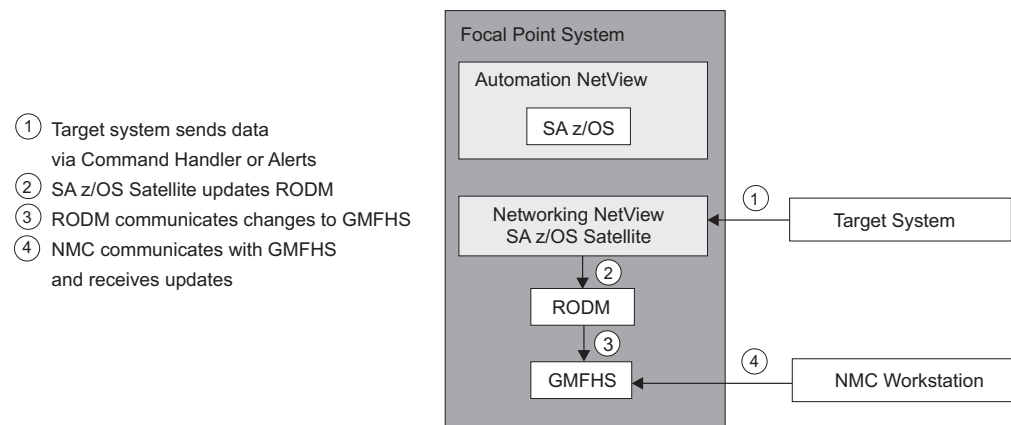 ① Target system sends data
via Command Handler or Alerts
② SA z/OS Satellite updates RODM
③ RODM communicates changes to GMFHS
④ NMC communicates with GMFHS
and receives updates
Focal Point System
Automation NetView
SA z/OS
Networking NetView
SA z/OS Satellite
①
Target System
②
RODM
③
GMFHS
④
NMC Workstation